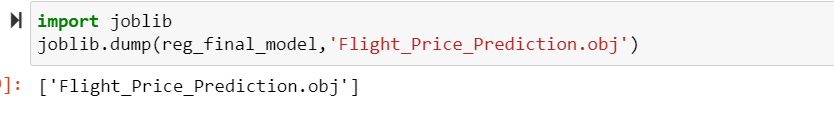 import joblib
joblib.dump(reg_final_model,'Flight_Price_Prediction.obj')
]: ['Flight_Price_Prediction.obj']